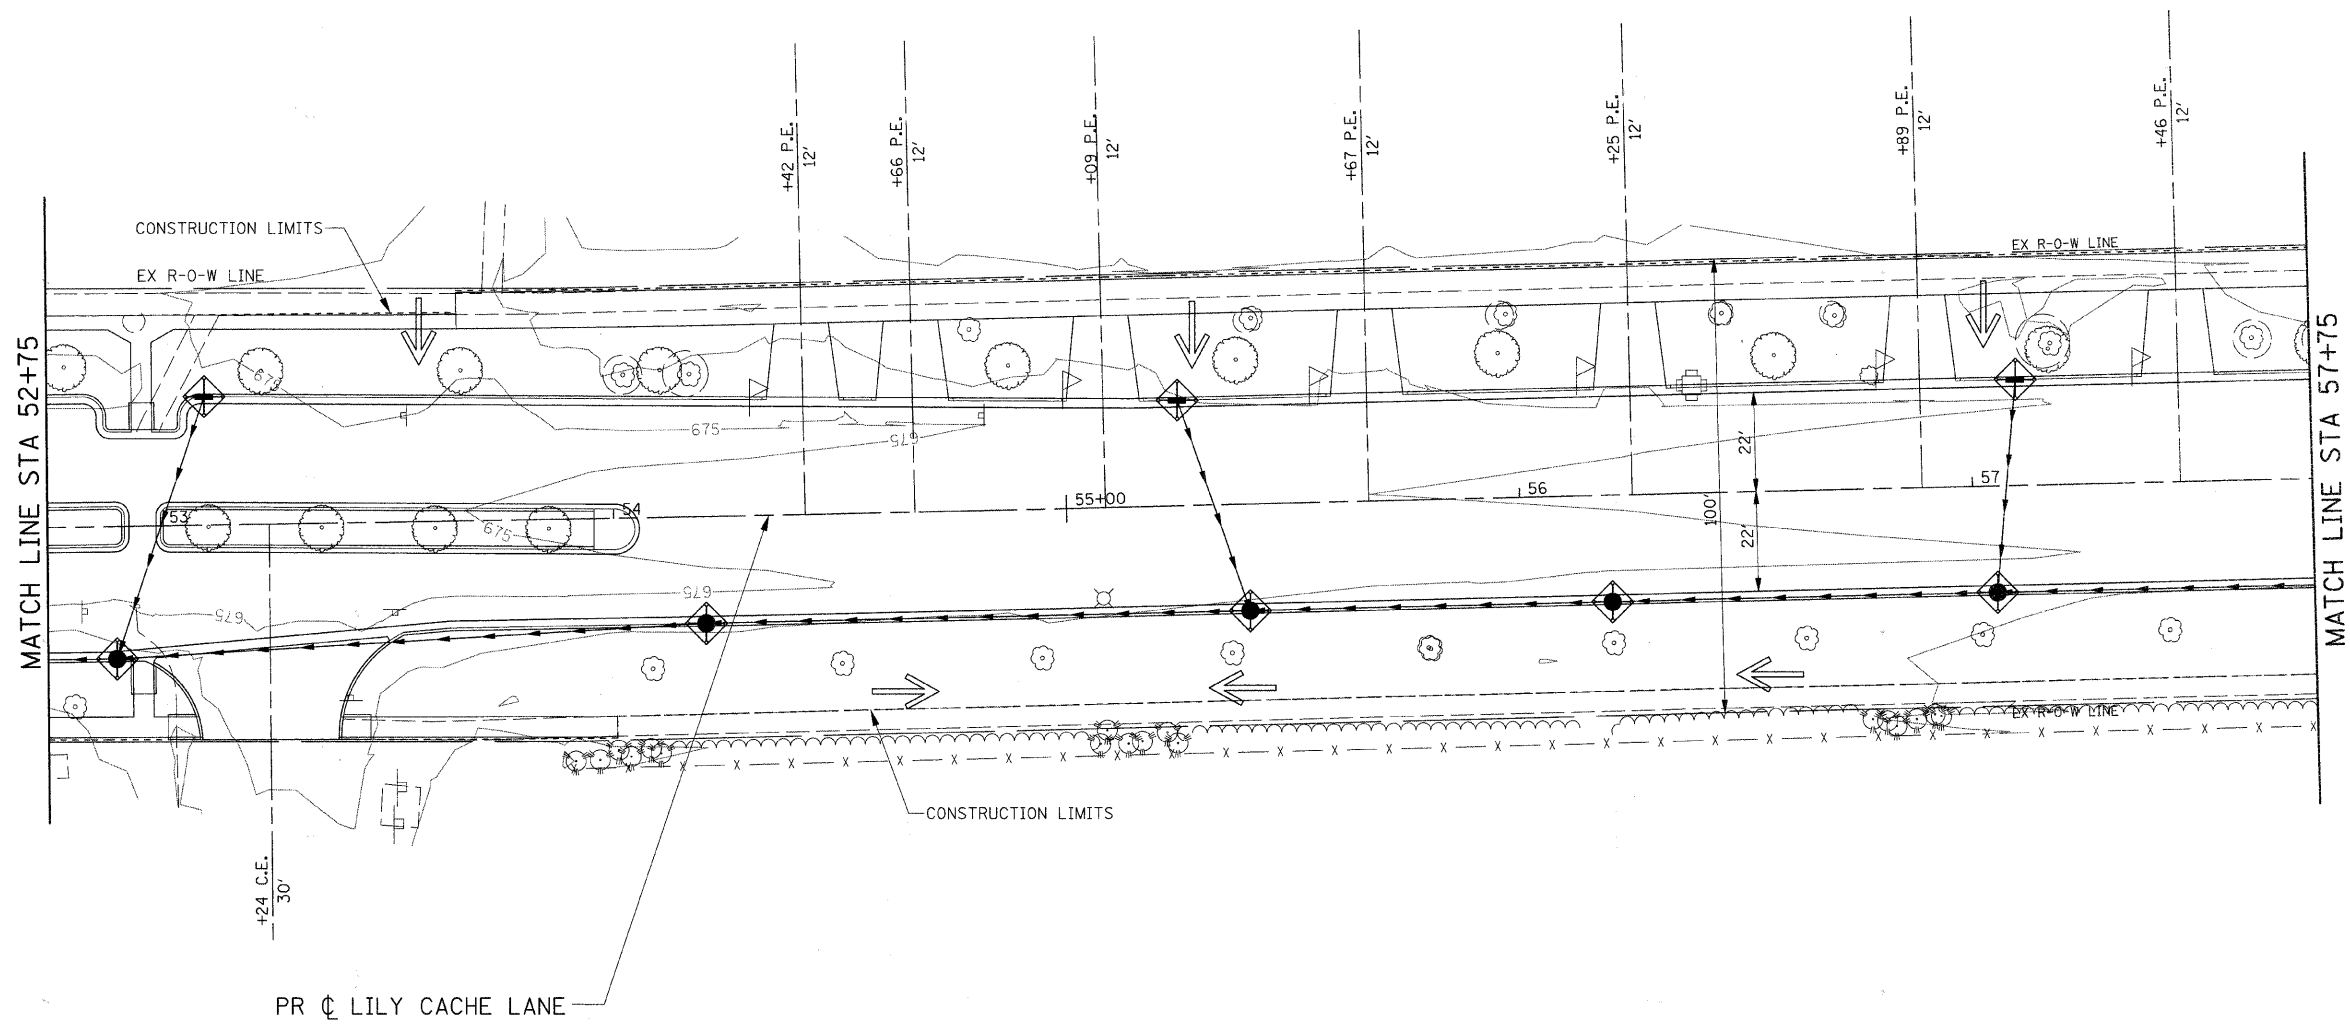 +42 P.E.
12'
+66 P.E.
12'
+09 P.E.
12'
+67 P.E.
12'
+25 P.E.
12'
+89 P.E.
12'
+46 P.E.
12'
CONSTRUCTION LIMITS
EX R-O-W LINE
EX R-O-W LINE
MATCH LINE STA 52+75
MATCH LINE STA 57+75
675
675
22'
100'
22'
53
54
55+00
56
57
675
675
675
EX R-O-W LINE
X X X X X X X X X X X X X X X X X X X X X X X X X X X X X X X X
CONSTRUCTION LIMITS
+24 C.E.
30'
PR ℄ LILY CACHE LANE